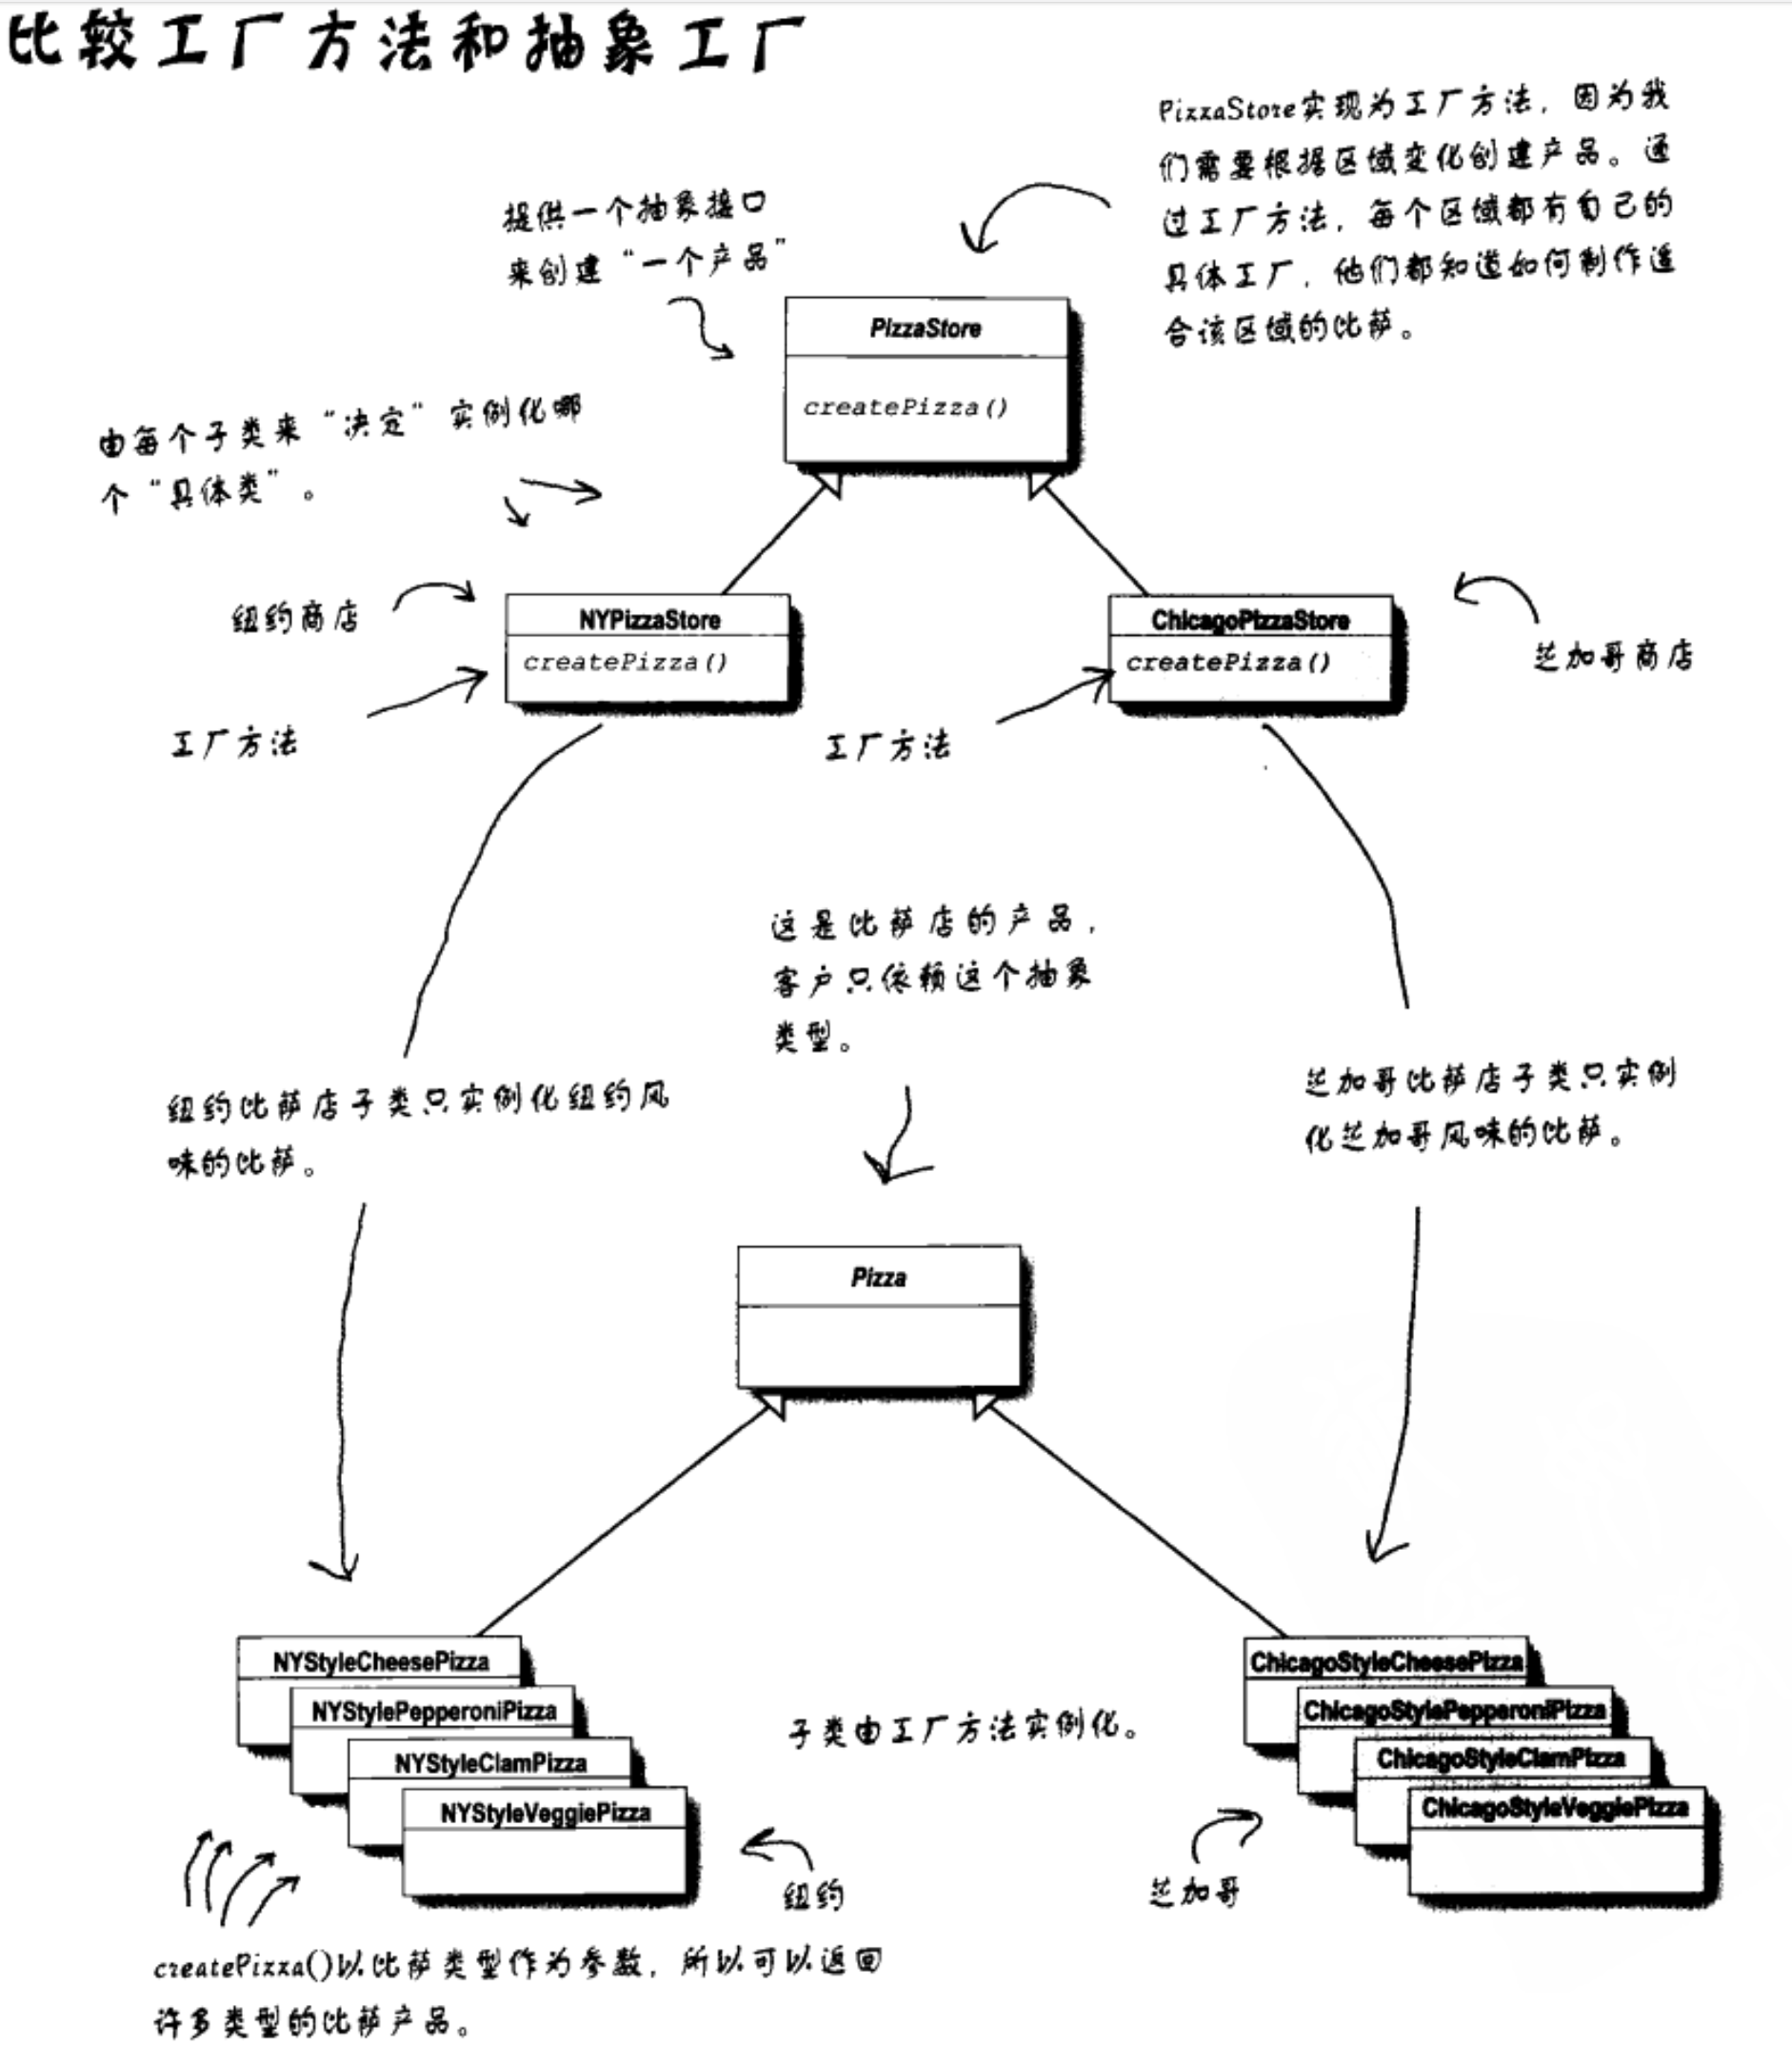 比较工厂方法和抽象工厂
PizzaStore实现为工厂方法，因为我
们需要根据区域变化创建产品。通
过工厂方法，每个区域都有自己的
具体工厂，他们都知道如何制作适
合该区域的比萨。
提供一个抽象接口
来创建“一个产品”
PizzaStore
createPizza()
由每个子类来“决定”实例化哪
个“具体类”。
纽约商店
NYPizzaStore
createPizza()
工厂方法
ChicagoPizzaStore
createPizza()
芝加哥商店
工厂方法
这是比萨店的产品，
客户只依赖这个抽象
类型。
纽约比萨店子类只实例化纽约风
味的比萨。
芝加哥比萨店子类只实例
化芝加哥风味的比萨。
Pizza
NYStyleCheesePizza
NYStylePepperoniPizza
NYStyleClamPizza
NYStyleVeggiePizza
子类由工厂方法实例化。
ChicagoStyleCheesePizza
ChicagoStylePepperoniPizza
ChicagoStyleClamPizza
ChicagoStyleVeggiePizza
纽约
芝加哥
createPizza()以比萨类型作为参数，所以可以返回
许多类型的比萨产品。